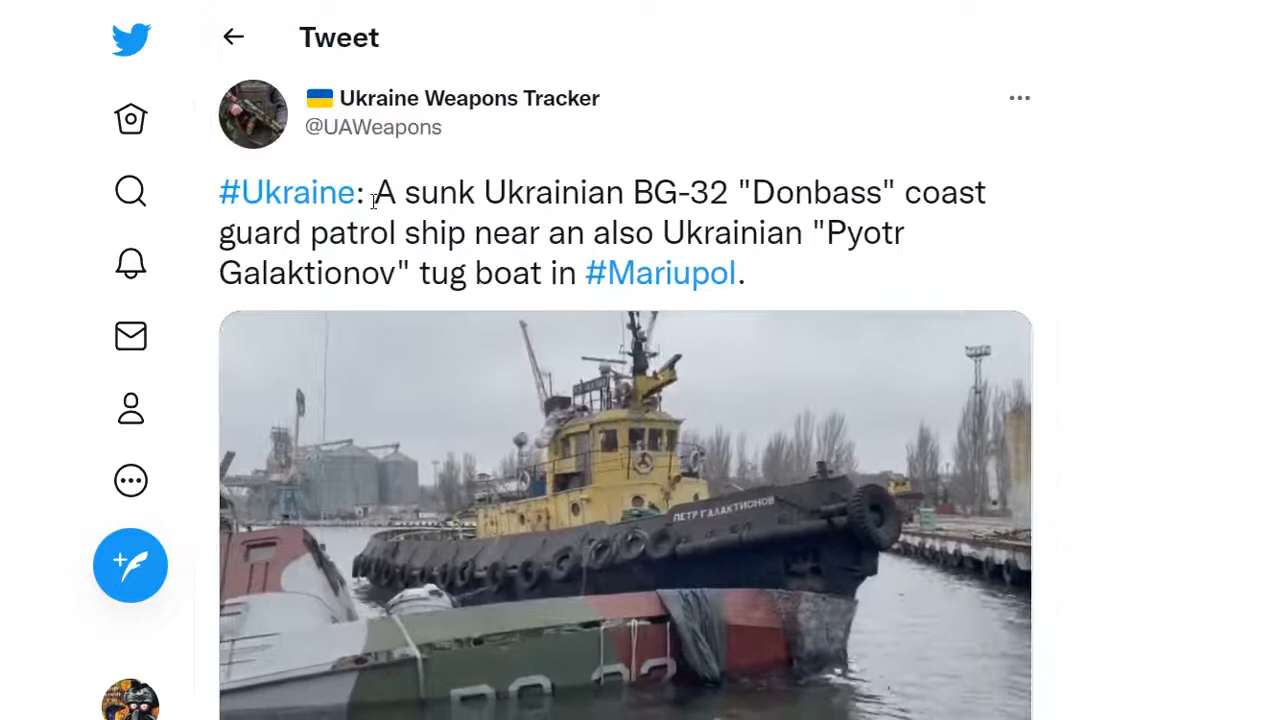 Tweet
Ukraine Weapons Tracker
@UAWeapons
#Ukraine: A sunk Ukrainian BG-32 "Donbass" coast
guard patrol ship near an also Ukrainian "Pyotr
Galaktionov" tug boat in #Mariupol.
ПЕТР ГАЛАКТИОНОВ